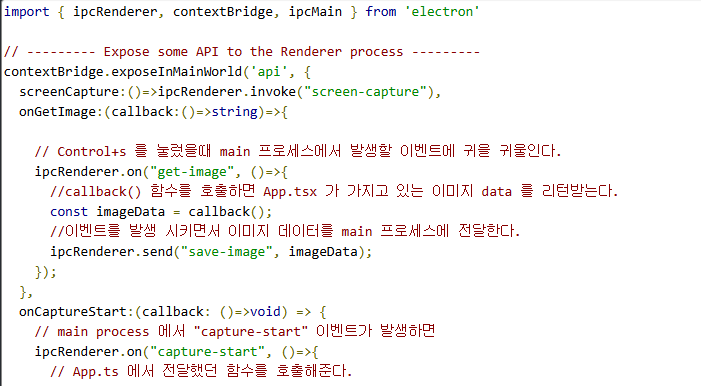 import { ipcRenderer, contextBridge, ipcMain } from 'electron'
// --------- Expose some API to the Renderer process ---------
contextBridge.exposeInMainWorld('api', {
screenCapture:()=>ipcRenderer.invoke("screen-capture"),
onGetImage:(callback:()=>string)=>{
// Control+s 를 눌렀을때 main 프로세스에서 발생할 이벤트에 귀을 귀울인다.
ipcRenderer.on("get-image", ()=>{
//callback() 함수를 호출하면 App.tsx 가 가지고 있는 이미지 data 를 리턴받는다.
const imageData = callback();
//이벤트를 발생 시키면서 이미지 데이터를 main 프로세스에 전달한다.
ipcRenderer.send("save-image", imageData);
});
},
onCaptureStart:(callback: ()=>void) => {
// main process 에서 "capture-start" 이벤트가 발생하면
ipcRenderer.on("capture-start", ()=>{
// App.ts 에서 전달했던 함수를 호출해준다.